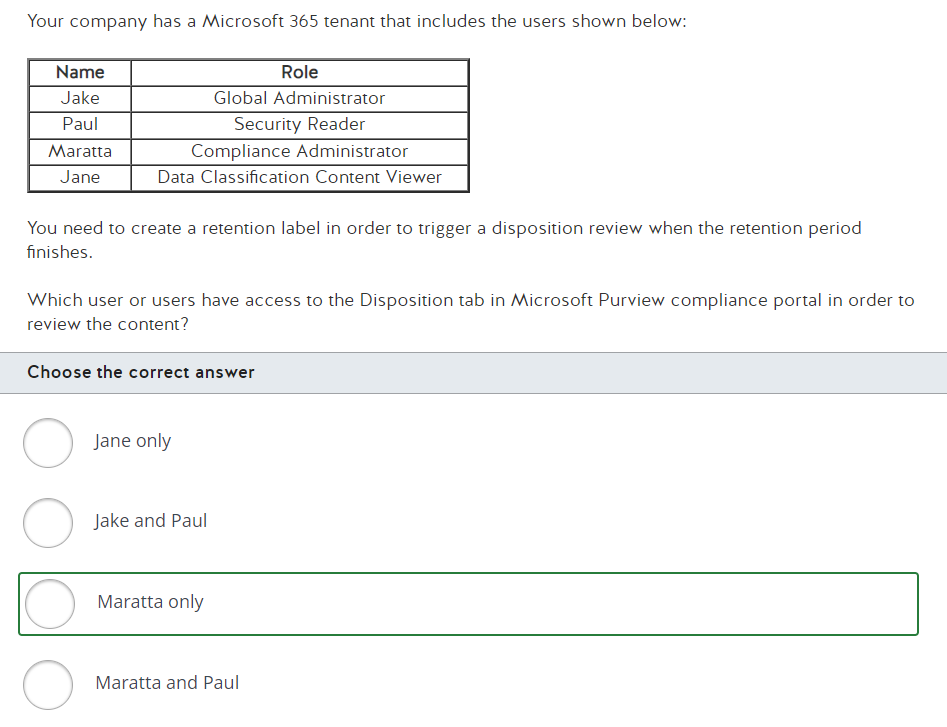 Your company has a Microsoft 365 tenant that includes the users shown below:
Name Role
Jake Global Administrator
Paul Security Reader
Maratta Compliance Administrator
Jane Data Classification Content Viewer
You need to create a retention label in order to trigger a disposition review when the retention period
finishes.
Which user or users have access to the Disposition tab in Microsoft Purview compliance portal in order to
review the content?
Choose the correct answer
Jane only
Jake and Paul
Maratta only
Maratta and Paul